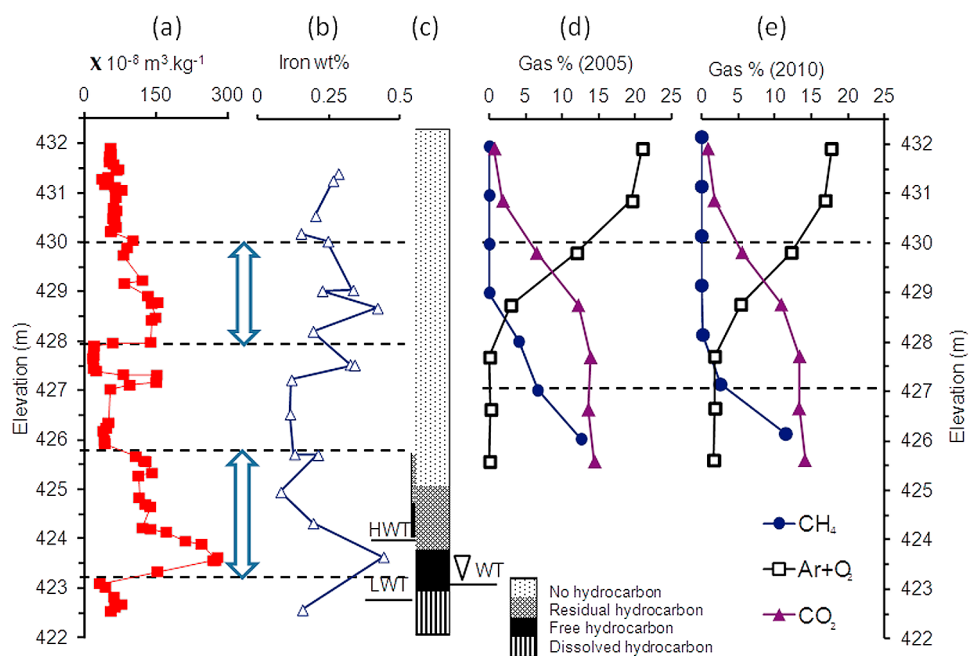 (a) (b) (c) (d) (e)
X 10-8 m3.kg-1 Iron wt% Gas % (2005) Gas % (2010)
0 150 300 0 0.25 0.5 0 5 10 15 20 25 0 5 10 15 20 25
432 432
431 431
430 430
429 429
428 428
427 427
426 426
425 425
424 424
423 423
422 422
Elevation (m)
Elevation (m)
HWT
LWT
WT
No hydrocarbon
Residual hydrocarbon
Free hydrocarbon
Dissolved hydrocarbon
CH4
Ar+O2
CO2